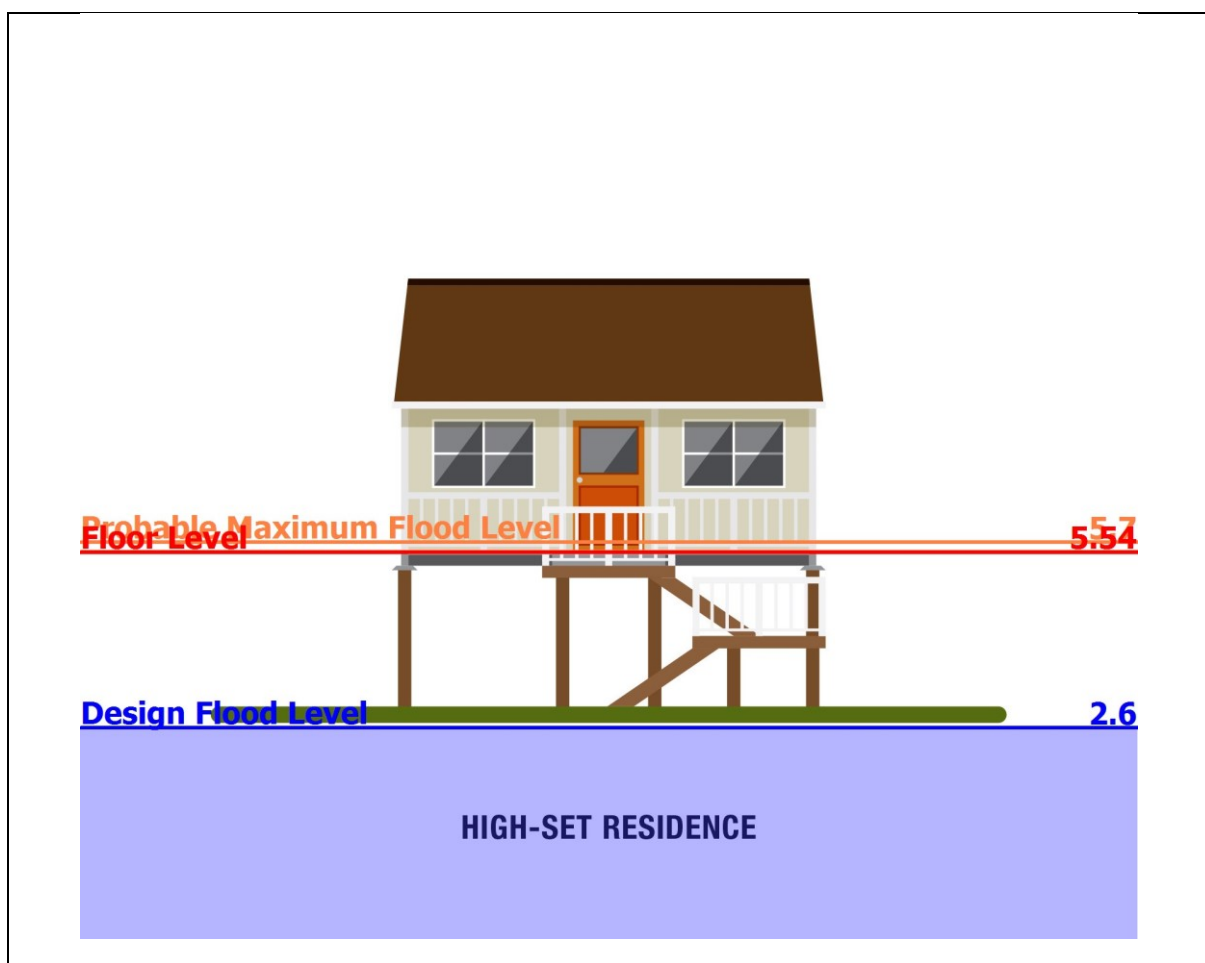 Probable Maximum Flood Level 5.7
Floor Level 5.54
Design Flood Level 2.6
HIGH-SET RESIDENCE